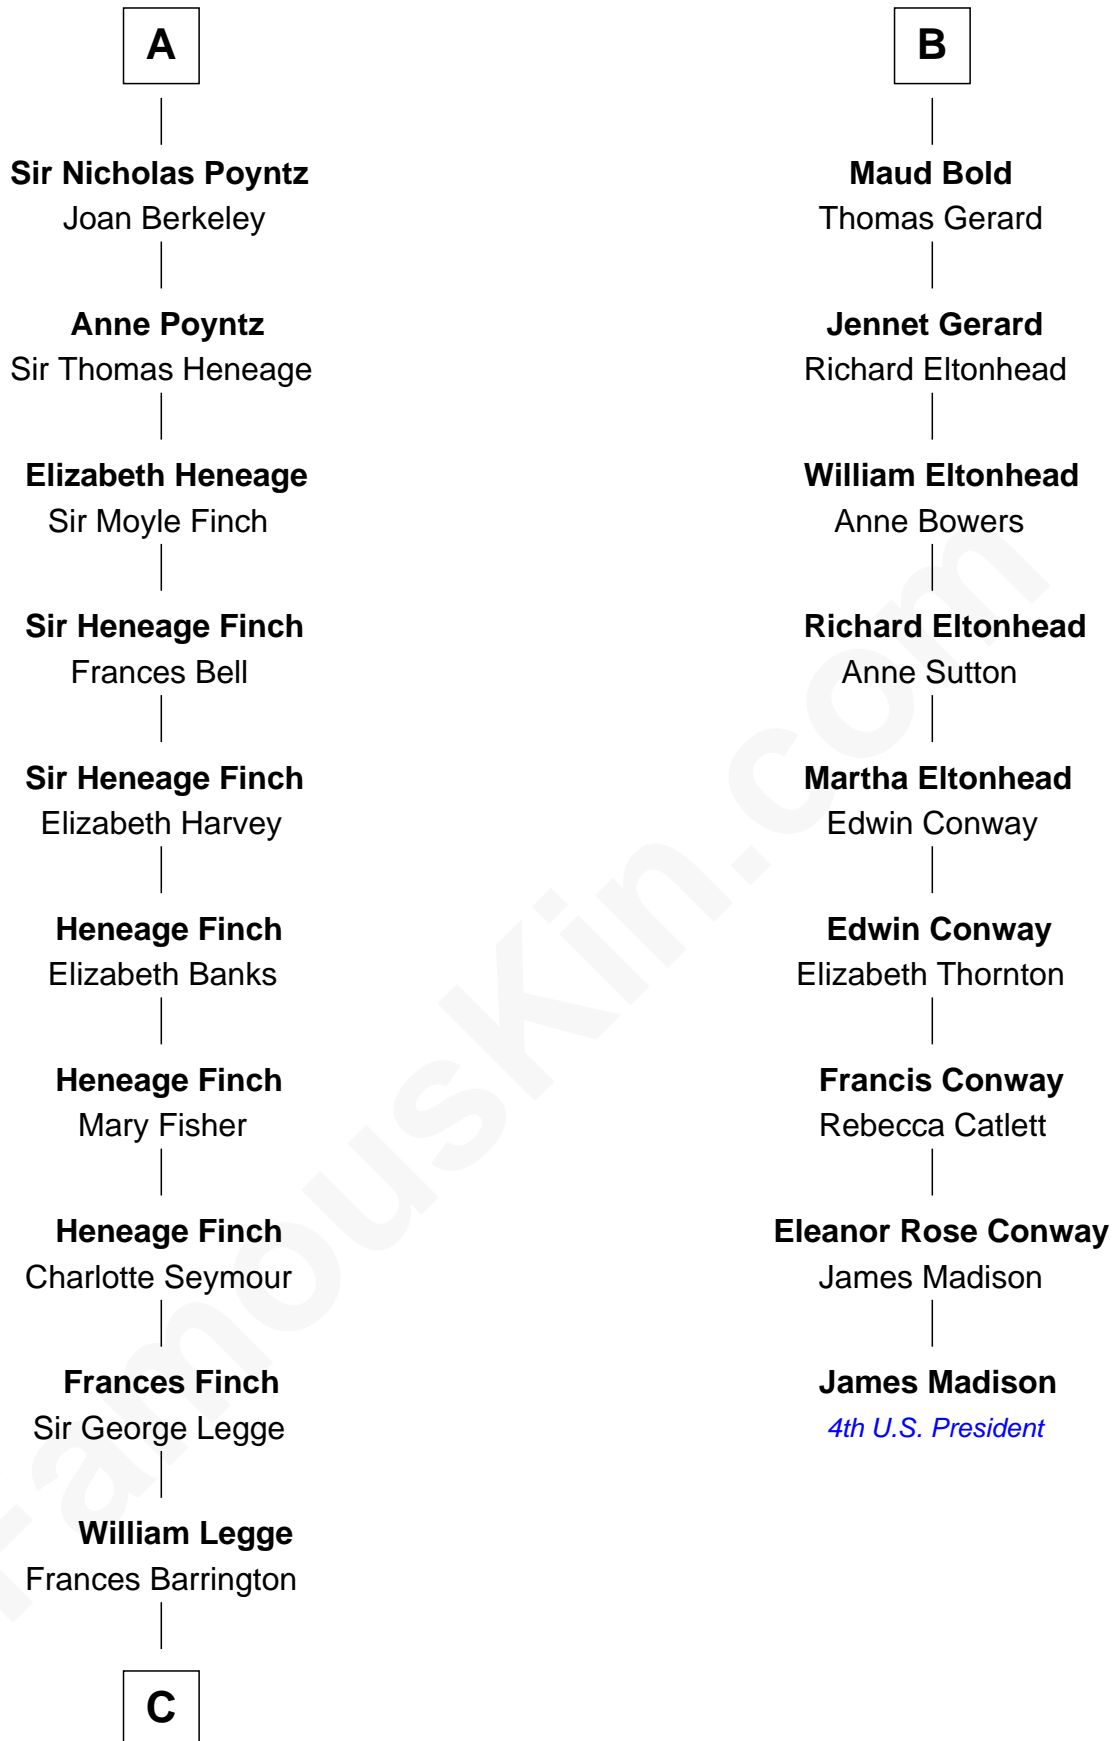 A
Sir Nicholas Poyntz
Joan Berkeley
Anne Poyntz
Sir Thomas Heneage
Elizabeth Heneage
Sir Moyle Finch
Sir Heneage Finch
Frances Bell
Sir Heneage Finch
Elizabeth Harvey
Heneage Finch
Elizabeth Banks
Heneage Finch
Mary Fisher
Heneage Finch
Charlotte Seymour
Frances Finch
Sir George Legge
William Legge
Frances Barrington
C
B
Maud Bold
Thomas Gerard
Jennet Gerard
Richard Eltonhead
William Eltonhead
Anne Bowers
Richard Eltonhead
Anne Sutton
Martha Eltonhead
Edwin Conway
Edwin Conway
Elizabeth Thornton
Francis Conway
Rebecca Catlett
Eleanor Rose Conway
James Madison
James Madison
4th U.S. President
FamousKin.com